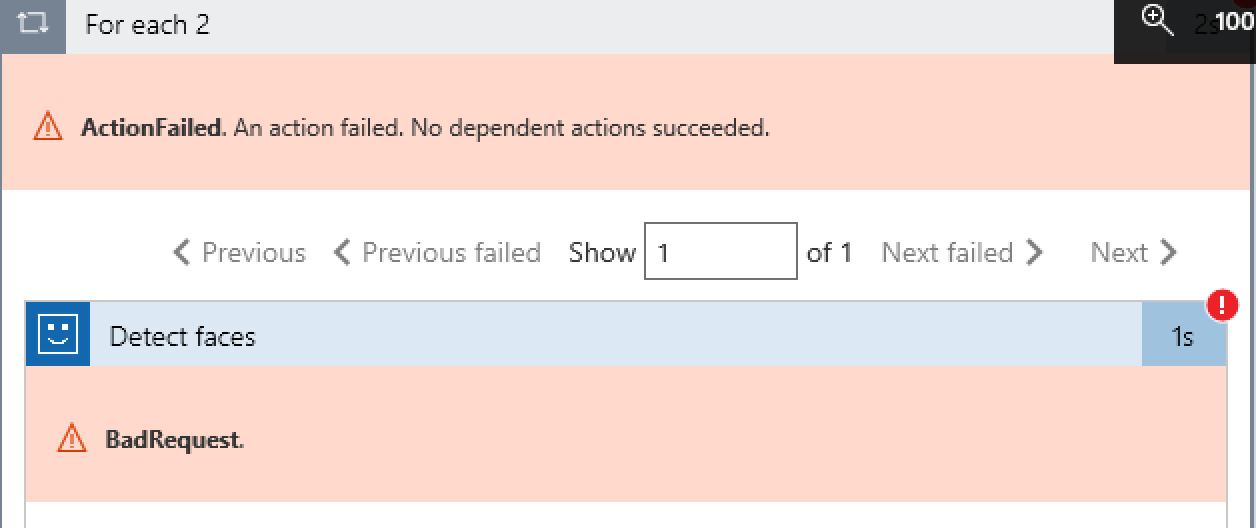 For each 2
2s
100
ActionFailed. An action failed. No dependent actions succeeded.
Previous Previous failed Show 1 of 1 Next failed Next
Detect faces
1s
BadRequest.